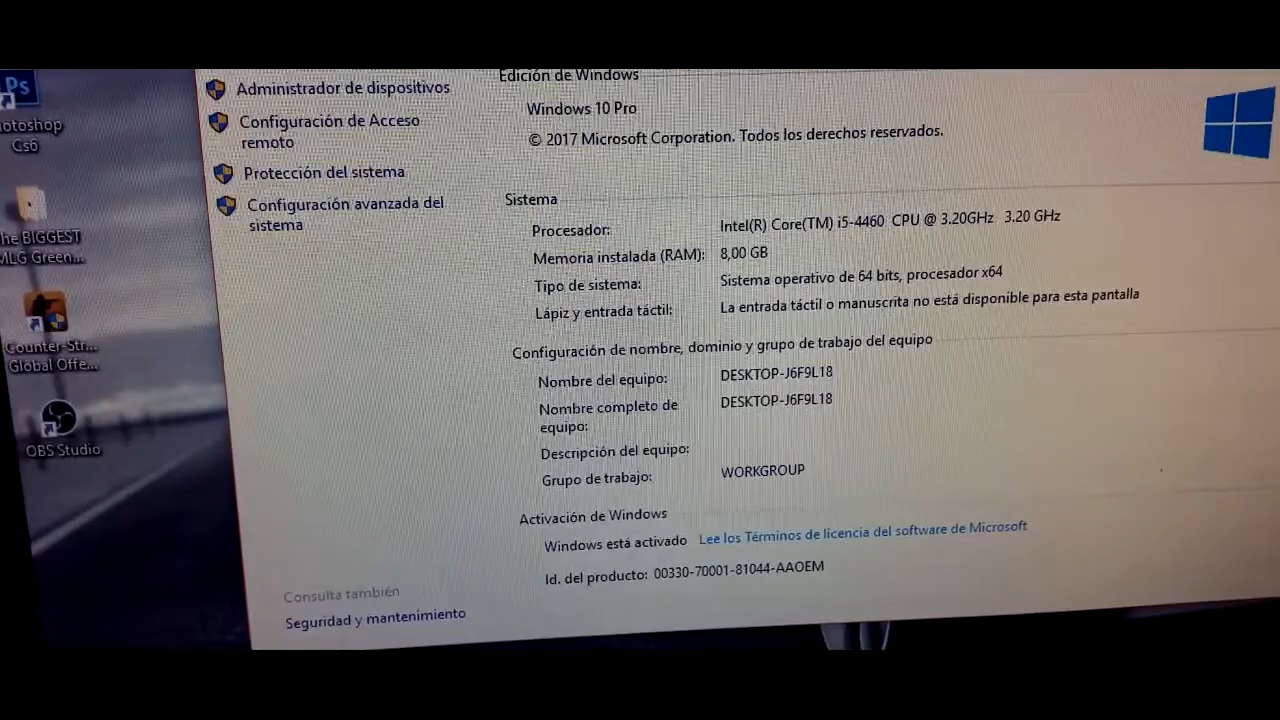 Ps
otoshop
Cs6
he BIGGEST
MLG Green...
Counter-Str...
Global Offe...
OBS Studio
Administrador de dispositivos
Configuración de Acceso
remoto
Protección del sistema
Configuración avanzada del
sistema
Consulta también
Seguridad y mantenimiento
Edición de Windows
Windows 10 Pro
© 2017 Microsoft Corporation. Todos los derechos reservados.
Sistema
Procesador: Intel(R) Core(TM) i5-4460 CPU @ 3.20GHz 3.20 GHz
Memoria instalada (RAM): 8,00 GB
Tipo de sistema: Sistema operativo de 64 bits, procesador x64
Lápiz y entrada táctil: La entrada táctil o manuscrita no está disponible para esta pantalla
Configuración de nombre, dominio y grupo de trabajo del equipo
Nombre del equipo: DESKTOP-J6F9L18
Nombre completo de DESKTOP-J6F9L18
equipo:
Descripción del equipo:
Grupo de trabajo: WORKGROUP
Activación de Windows
Windows está activado Lee los Términos de licencia del software de Microsoft
Id. del producto: 00330-70001-81044-AAOEM